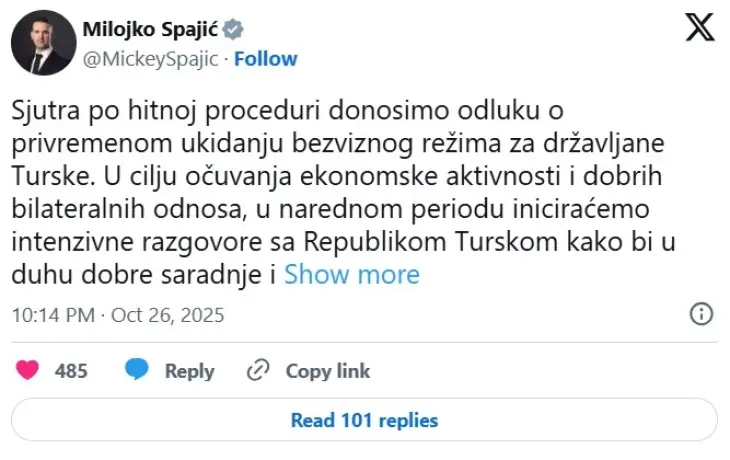 Milojko Spajić
@MickeySpajic · Follow
Sjutra po hitnoj proceduri donosimo odluku o
privremenom ukidanju bezviznog režima za državljane
Turske. U cilju očuvanja ekonomske aktivnosti i dobrih
bilateralnih odnosa, u narednom periodu iniciraćemo
intenzivne razgovore sa Republikom Turskom kako bi u
duhu dobre saradnje i Show more
10:14 PM · Oct 26, 2025
485 Reply Copy link
Read 101 replies